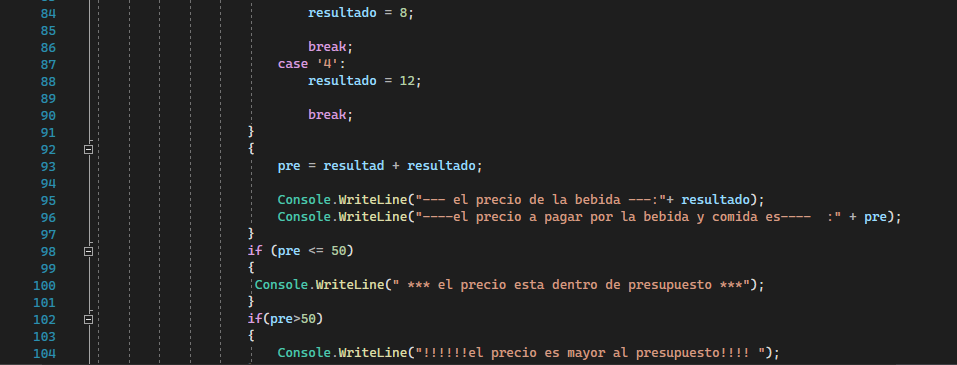 84 resultado = 8;
85
86 break;
87 case '4':
88 resultado = 12;
89
90 break;
91 }
92 {
93 pre = resultad + resultado;
94
95 Console.WriteLine("--- el precio de la bebida ---:"+ resultado);
96 Console.WriteLine("----el precio a pagar por la bebida y comida es----  :" + pre);
97 }
98 if (pre <= 50)
99 {
100 Console.WriteLine(" *** el precio esta dentro de presupuesto ***");
101 }
102 if(pre>50)
103 {
104 Console.WriteLine("!!!!!!el precio es mayor al presupuesto!!!! ");